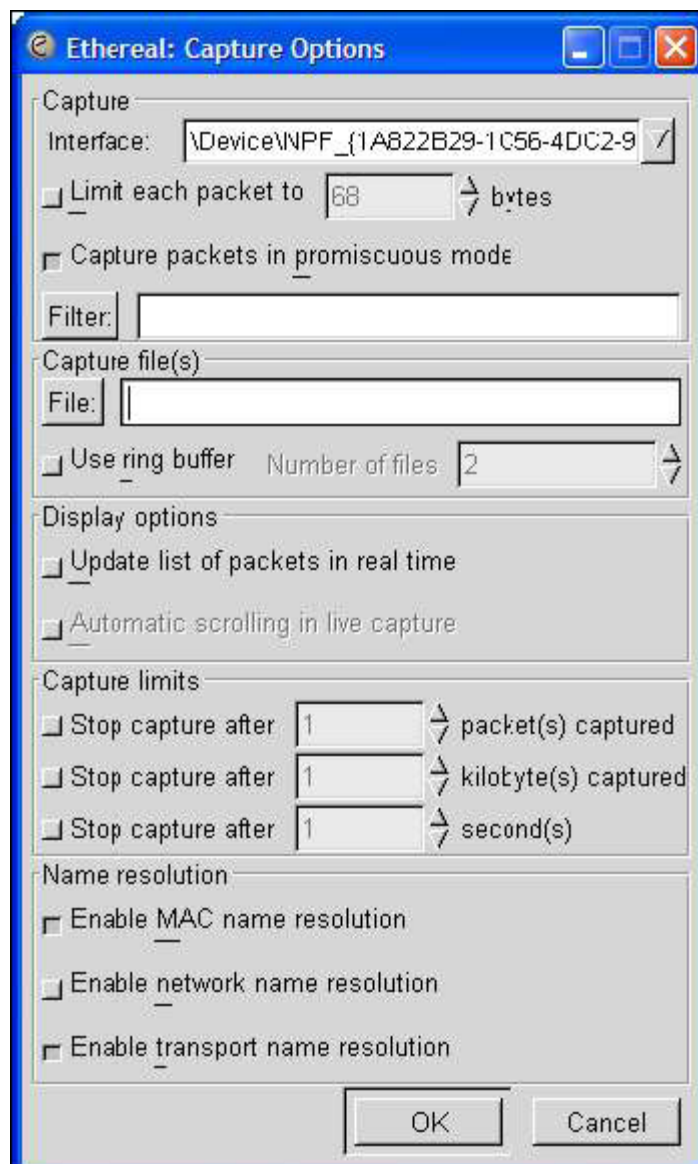 Ethereal: Capture Options
Capture
Interface: \Device\NPF_{1A822B29-1C56-4DC2-9
Limit each packet to 68 bytes
Capture packets in promiscuous mode
Filter:
Capture file(s)
File:
Use ring buffer Number of files 2
Display options
Update list of packets in real time
Automatic scrolling in live capture
Capture limits
Stop capture after 1 packet(s) captured
Stop capture after 1 kilobyte(s) captured
Stop capture after 1 second(s)
Name resolution
Enable MAC name resolution
Enable network name resolution
Enable transport name resolution
OK Cancel